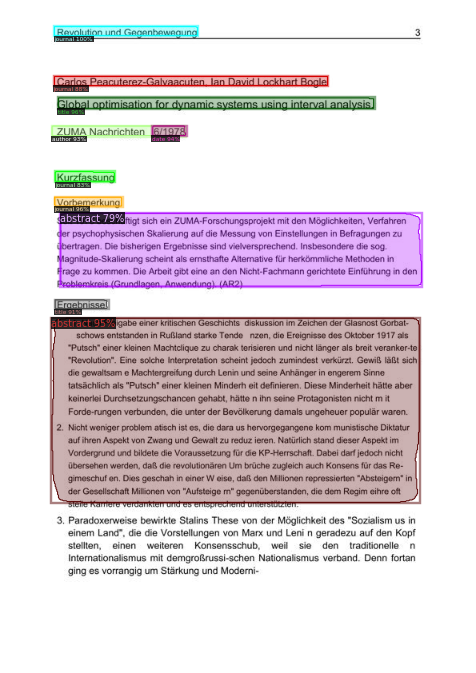 Revolution und Gegenbewegung 3
journal 100%
Carlos Peacuterez-Galvaacuten, Ian David Lockhart Bogle
journal 88%
Global optimisation for dynamic systems using interval analysis
title 96%
ZUMA Nachrichten 6/1978
author 93% date 94%
Kurzfassung
journal 83%
Vorbemerkung
journal 96%
abstract 79% ftigt sich ein ZUMA-Forschungsprojekt mit den Möglichkeiten, Verfahren
der psychophysischen Skalierung auf die Messung von Einstellungen in Befragungen zu
übertragen. Die bisherigen Ergebnisse sind vielversprechend. Insbesondere die sog.
Magnitude-Skalierung scheint als ernsthafte Alternative für herkömmliche Methoden in
Frage zu kommen. Die Arbeit gibt eine an den Nicht-Fachmann gerichtete Einführung in den
Problemkreis (Grundlagen, Anwendung). (AR2)
Ergebnisse
title 91%
abstract 95% igabe einer kritischen Geschichts diskussion im Zeichen der Glasnost Gorbat-
schows entstanden in Rußland starke Tende nzen, die Ereignisse des Oktober 1917 als
"Putsch" einer kleinen Machtclique zu charak terisieren und nicht länger als breit veranker-te
"Revolution". Eine solche Interpretation scheint jedoch zumindest verkürzt. Gewiß läßt sich
die gewaltsam e Machtergreifung durch Lenin und seine Anhänger in engerem Sinne
tatsächlich als "Putsch" einer kleinen Minderh eit definieren. Diese Minderheit hätte aber
keinerlei Durchsetzungschancen gehabt, hätte n ihn seine Protagonisten nicht m it
Forde-rungen verbunden, die unter der Bevölkerung damals ungeheuer populär waren.
2. Nicht weniger problem atisch ist es, die dara us hervorgegangene kom munistische Diktatur
auf ihren Aspekt von Zwang und Gewalt zu reduz ieren. Natürlich stand dieser Aspekt im
Vordergrund und bildete die Voraussetzung für die KP-Herrschaft. Dabei darf jedoch nicht
übersehen werden, daß die revolutionären Um brüche zugleich auch Konsens für das Re-
gimeschuf en. Dies geschah in einer W eise, daß den Millionen repressierten "Absteigern" in
der Gesellschaft Millionen von "Aufsteige rn" gegenüberstanden, die dem Regim eihre oft
steile Karriere verdankten und es entsprechend unterstützten.
3. Paradoxerweise bewirkte Stalins These von der Möglichkeit des "Sozialism us in
einem Land", die die Vorstellungen von Marx und Leni n geradezu auf den Kopf
stellten, einen weiteren Konsensschub, weil sie den traditionelle n
Internationalismus mit demgroßrussi-schen Nationalismus verband. Denn fortan
ging es vorrangig um Stärkung und Moderni-